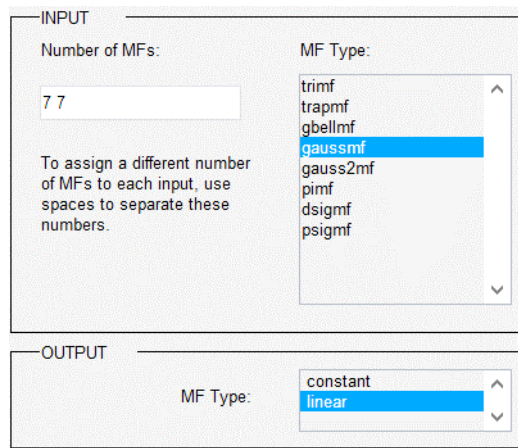 INPUT
Number of MFs:
7 7
To assign a different number
of MFs to each input, use
spaces to separate these
numbers.
MF Type:
trimf
trapmf
gbellmf
gaussmf
gauss2mf
pimf
dsigmf
psigmf
OUTPUT
MF Type:
constant
linear